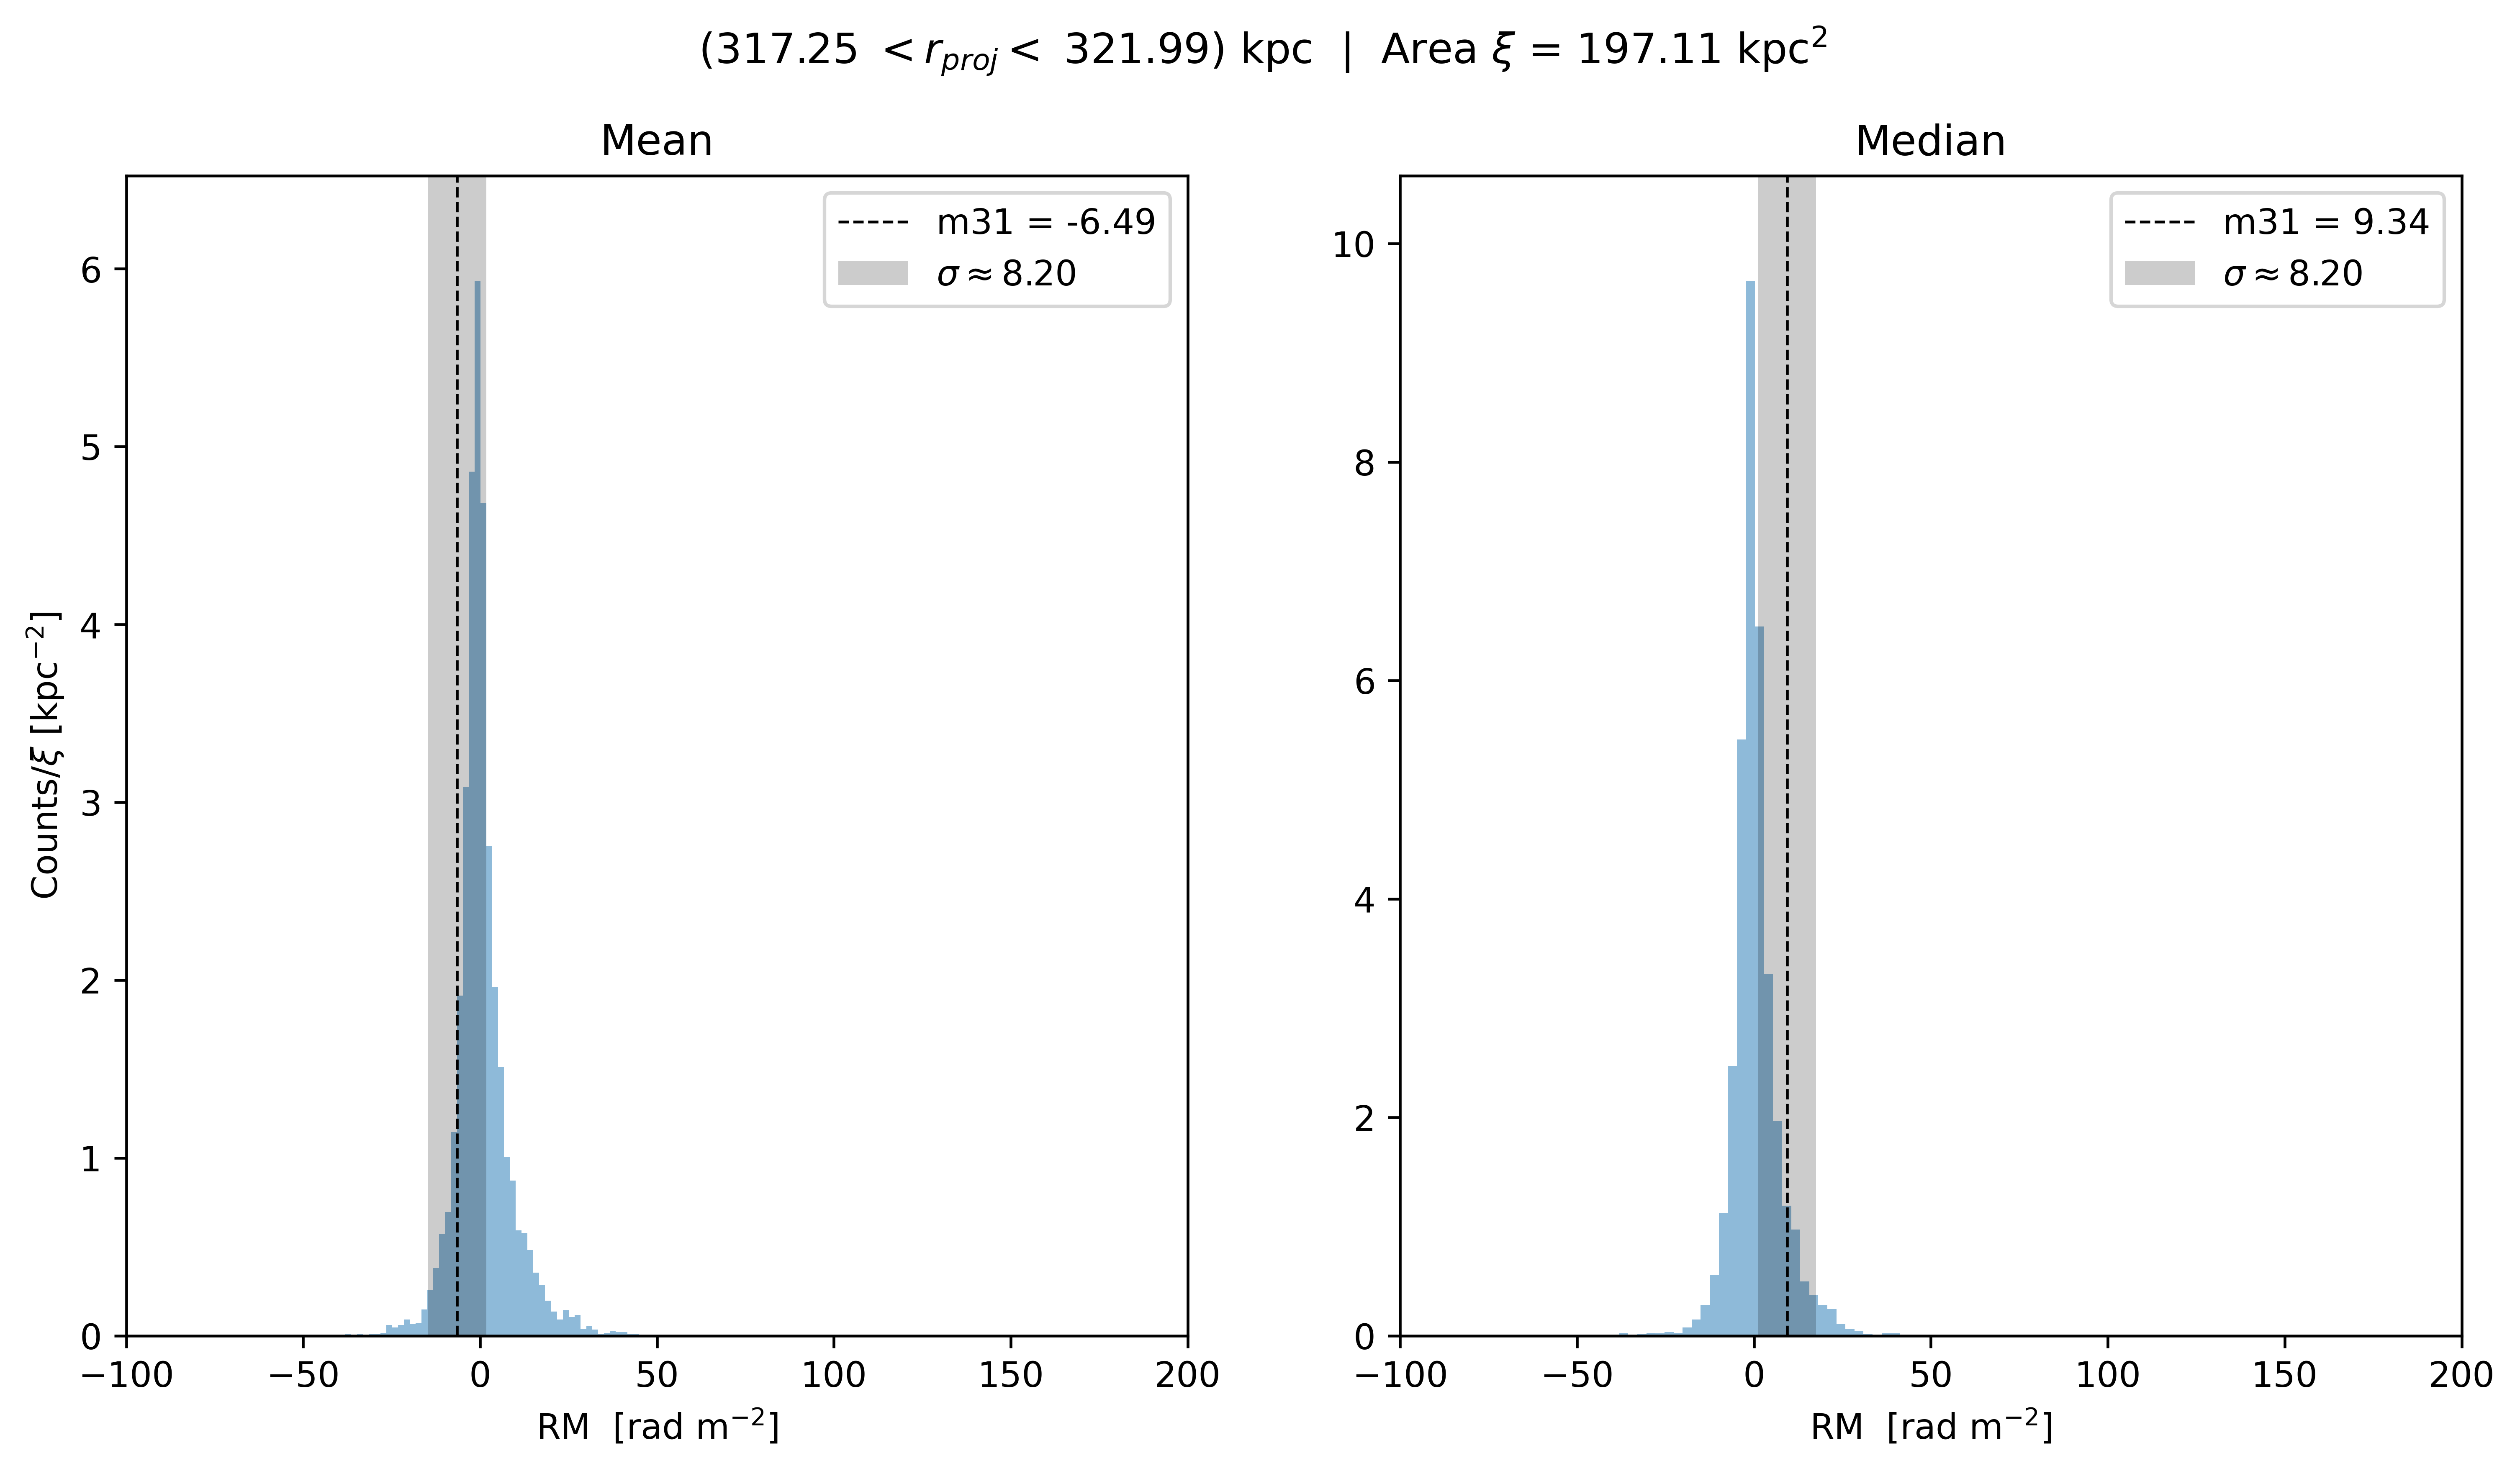 (317.25 < r_proj < 321.99) kpc | Area ξ = 197.11 kpc²
Mean
m31 = -6.49
σ ≈ 8.20
6
5
4
3
2
1
0
Counts/ξ [kpc⁻²]
−100 −50 0 50 100 150 200
RM [rad m⁻²]
Median
m31 = 9.34
σ ≈ 8.20
10
8
6
4
2
0
−100 −50 0 50 100 150 200
RM [rad m⁻²]